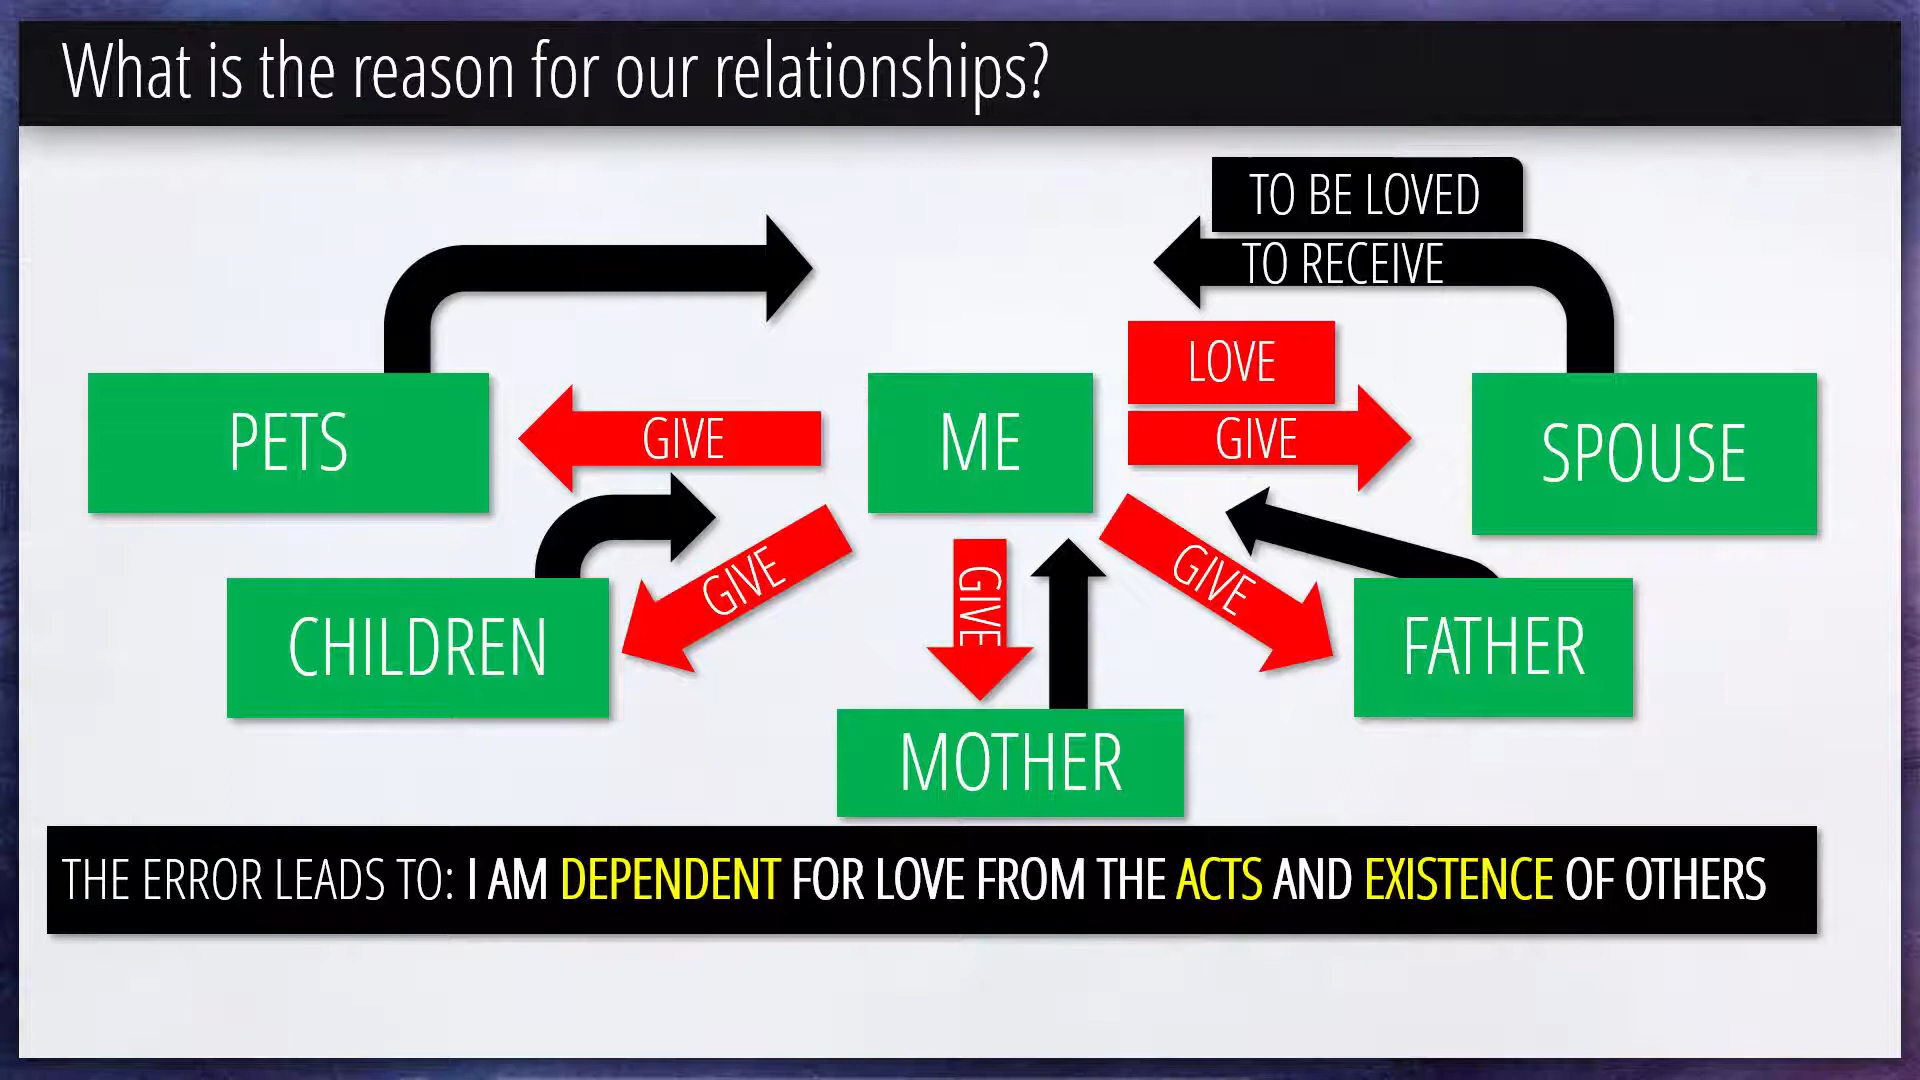 What is the reason for our relationships?
TO BE LOVED
TO RECEIVE
LOVE
PETS
GIVE
ME
GIVE
SPOUSE
GIVE
GIVE
GIVE
CHILDREN
FATHER
MOTHER
THE ERROR LEADS TO: I AM DEPENDENT FOR LOVE FROM THE ACTS AND EXISTENCE OF OTHERS